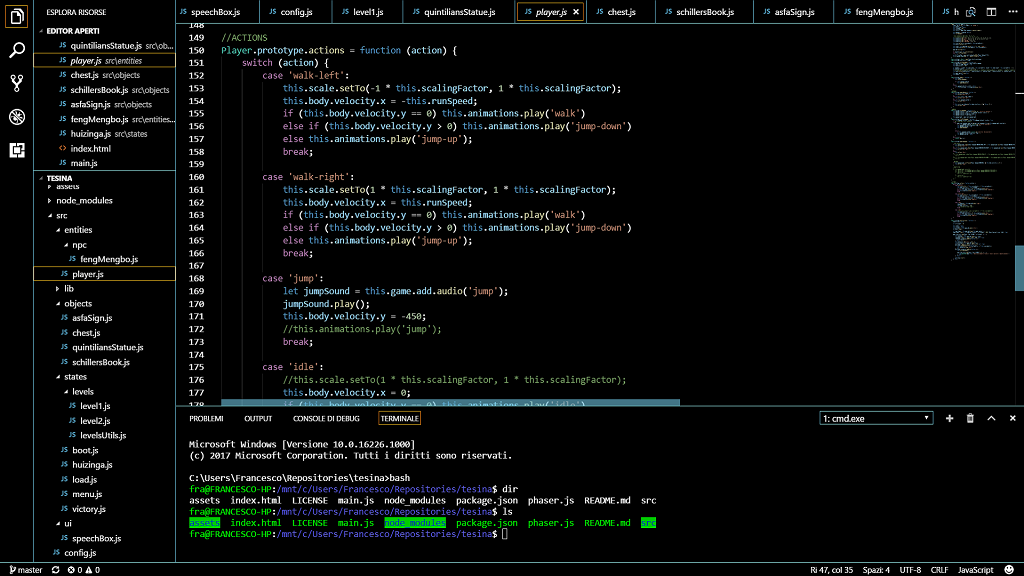 ESPLORA RISORSE
JS speechBox.js JS config.js JS level1.js JS quintiliansStatue.js JS player.js × JS chest.js JS schillersBook.js JS asfaSign.js JS fengMengbo.js JS h
EDITOR APERTI
JS quintiliansStatue.js src\ob...
JS player.js src\entities
JS chest.js src\objects
JS schillersBook.js src\objects
JS asfaSign.js src\objects
JS fengMengbo.js src\entities...
JS huizinga.js src\states
<> index.html
JS main.js
TESINA
assets
node_modules
src
entities
npc
JS fengMengbo.js
JS player.js
lib
objects
JS asfaSign.js
JS chest.js
JS quintiliansStatue.js
JS schillersBook.js
states
levels
JS level1.js
JS level2.js
JS levelsUtils.js
JS boot.js
JS huizinga.js
JS load.js
JS menu.js
JS victory.js
ui
JS speechBox.js
JS config.js
148
149 //ACTIONS
150 Player.prototype.actions = function (action) {
151 switch (action) {
152 case 'walk-left':
153 this.scale.setTo(-1 * this.scalingFactor, 1 * this.scalingFactor);
154 this.body.velocity.x = -this.runSpeed;
155 if (this.body.velocity.y == 0) this.animations.play('walk')
156 else if (this.body.velocity.y > 0) this.animations.play('jump-down')
157 else this.animations.play('jump-up');
158 break;
159
160 case 'walk-right':
161 this.scale.setTo(1 * this.scalingFactor, 1 * this.scalingFactor);
162 this.body.velocity.x = this.runSpeed;
163 if (this.body.velocity.y == 0) this.animations.play('walk')
164 else if (this.body.velocity.y > 0) this.animations.play('jump-down')
165 else this.animations.play('jump-up');
166 break;
167
168 case 'jump':
169 let jumpSound = this.game.add.audio('jump');
170 jumpSound.play();
171 this.body.velocity.y = -450;
172 //this.animations.play('jump');
173 break;
174
175 case 'idle':
176 //this.scale.setTo(1 * this.scalingFactor, 1 * this.scalingFactor);
177 this.body.velocity.x = 0;
178 if (this.body.velocity.y == 0) this.animations.play('idle')
PROBLEMI OUTPUT CONSOLE DI DEBUG TERMINALE 1: cmd.exe
Microsoft Windows [Versione 10.0.16226.1000]
(c) 2017 Microsoft Corporation. Tutti i diritti sono riservati.
C:\Users\Francesco\Repositories\tesina>bash
fra@FRANCESCO-HP:/mnt/c/Users/Francesco/Repositories/tesina$ dir
assets index.html LICENSE main.js node_modules package.json phaser.js README.md src
fra@FRANCESCO-HP:/mnt/c/Users/Francesco/Repositories/tesina$ ls
assets index.html LICENSE main.js node_modules package.json phaser.js README.md src
fra@FRANCESCO-HP:/mnt/c/Users/Francesco/Repositories/tesina$
master 0 0 Ri 47, col 35 Spazi: 4 UTF-8 CRLF JavaScript